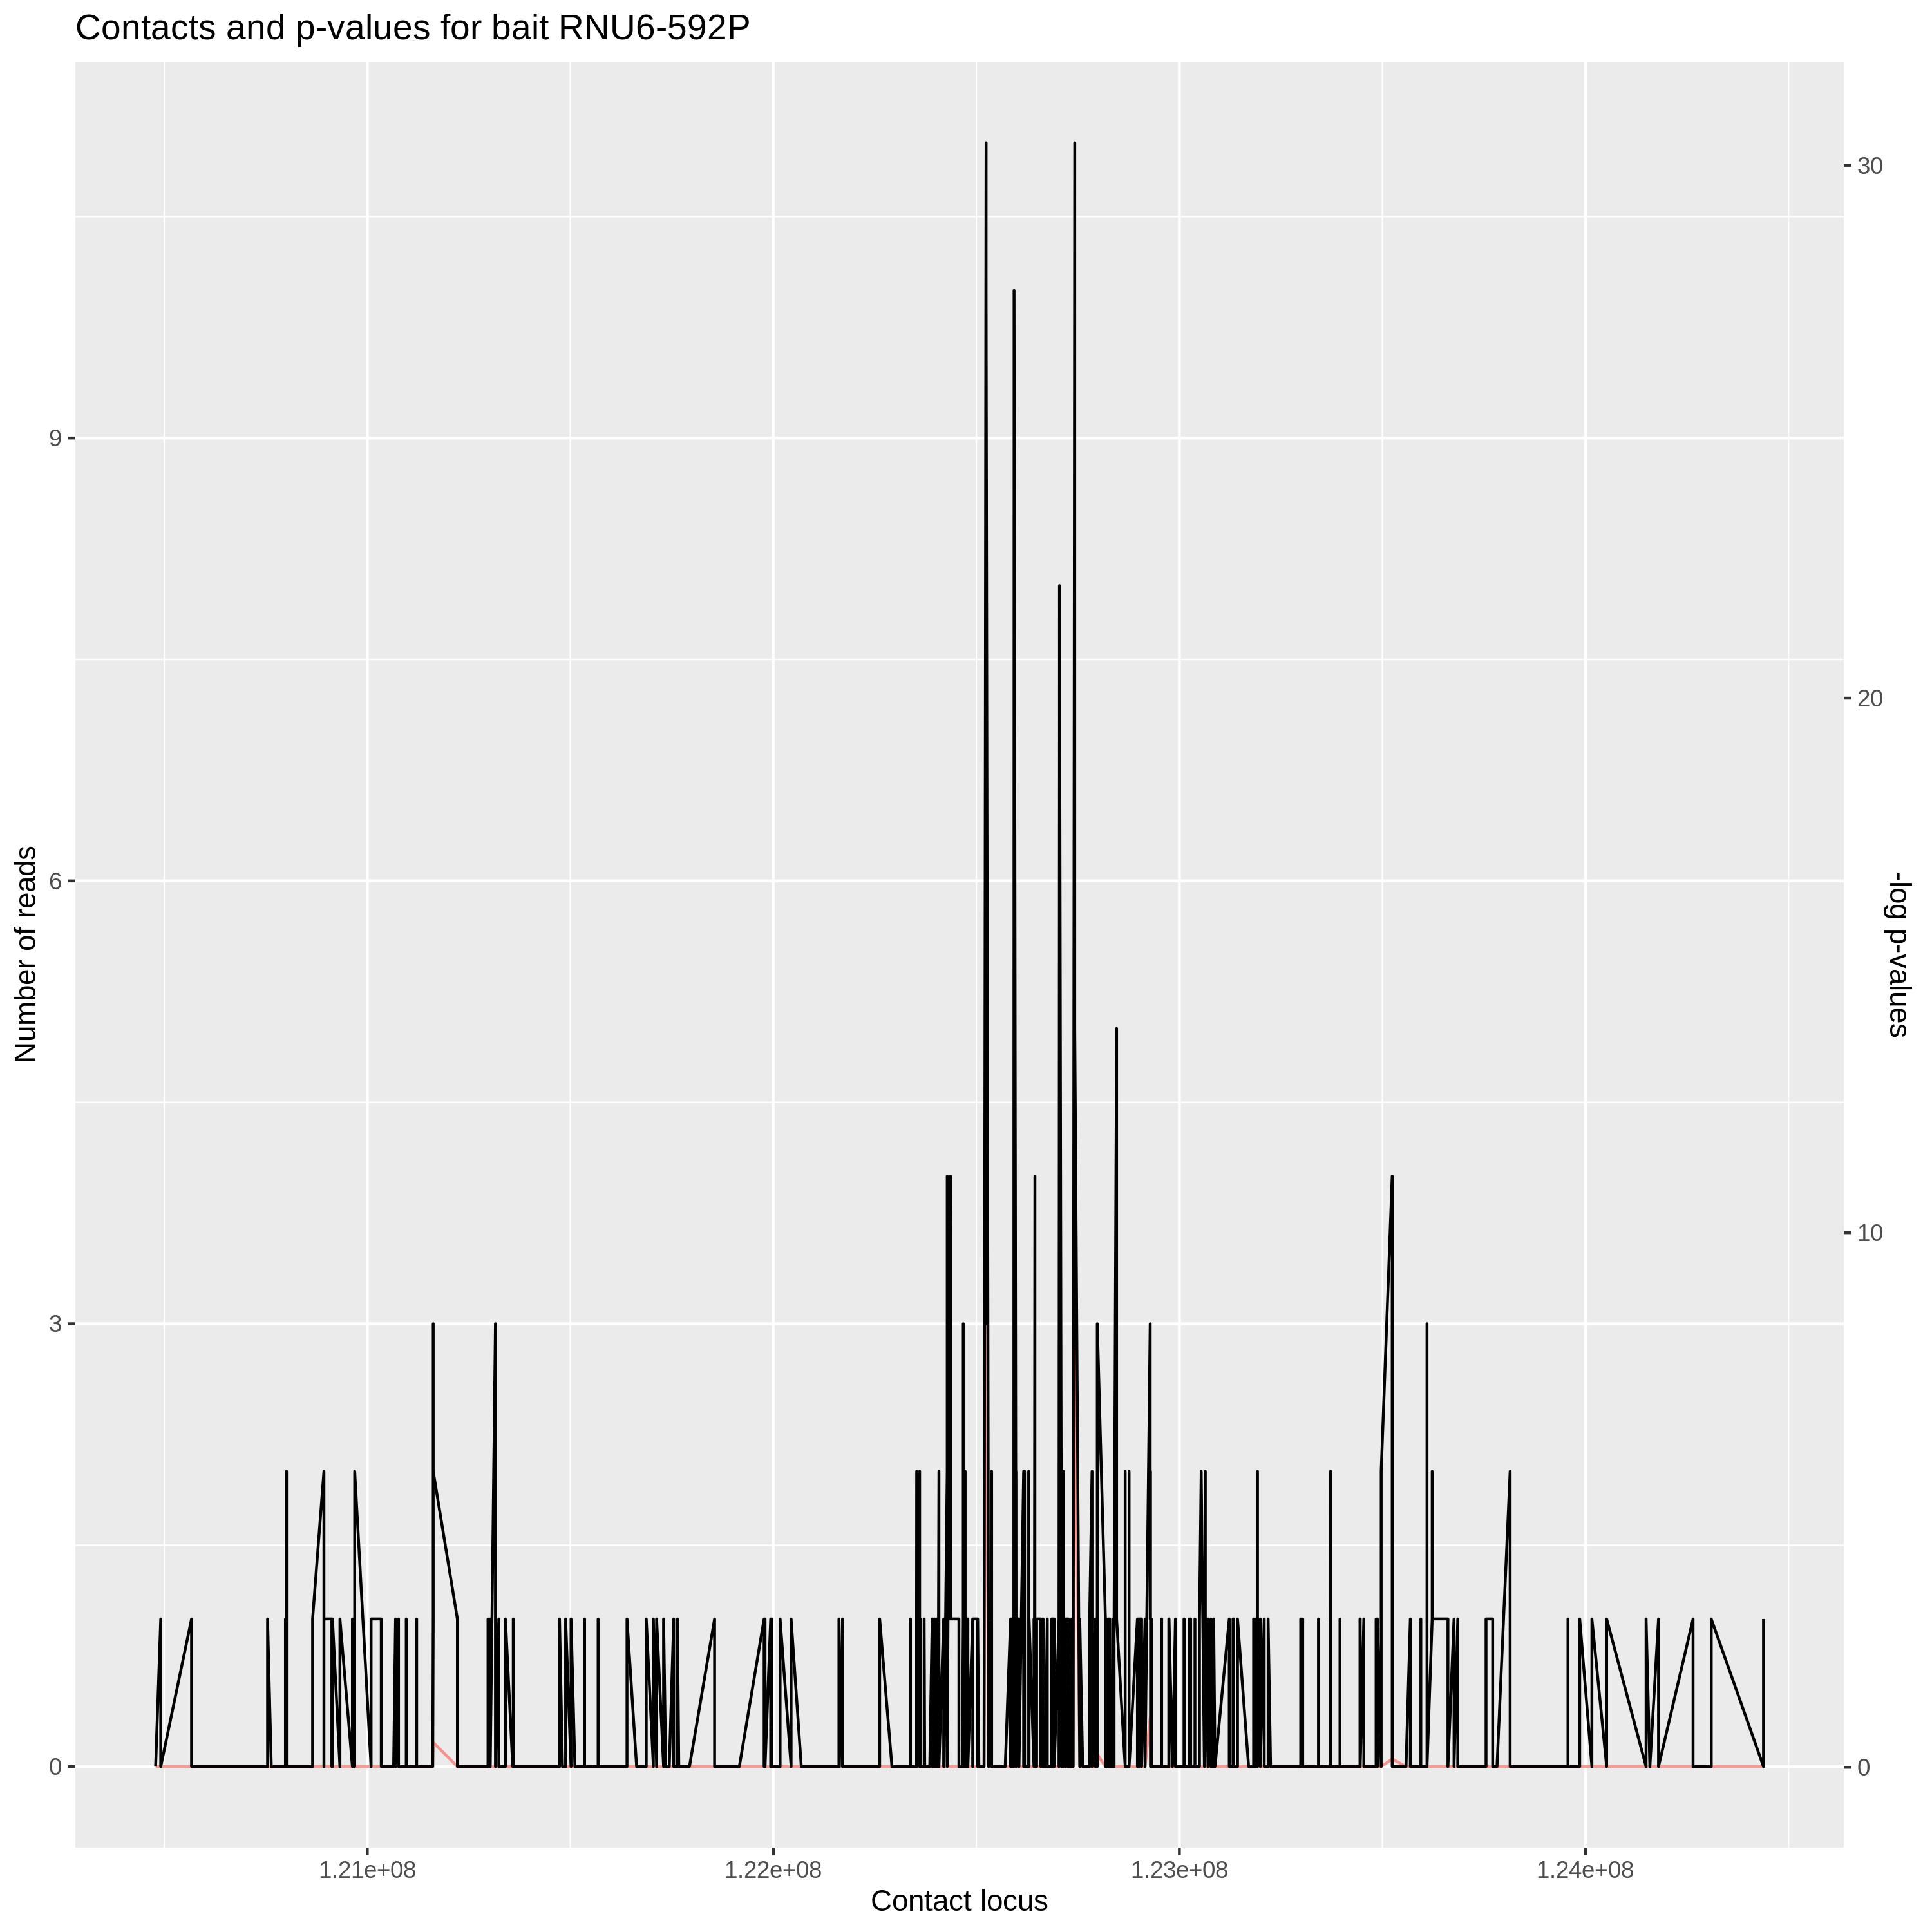 Contacts and p-values for bait RNU6-592P
30
9
20
6
Number of reads
-log p-values
10
3
0
0
1.21e+08
1.22e+08
1.23e+08
1.24e+08
Contact locus